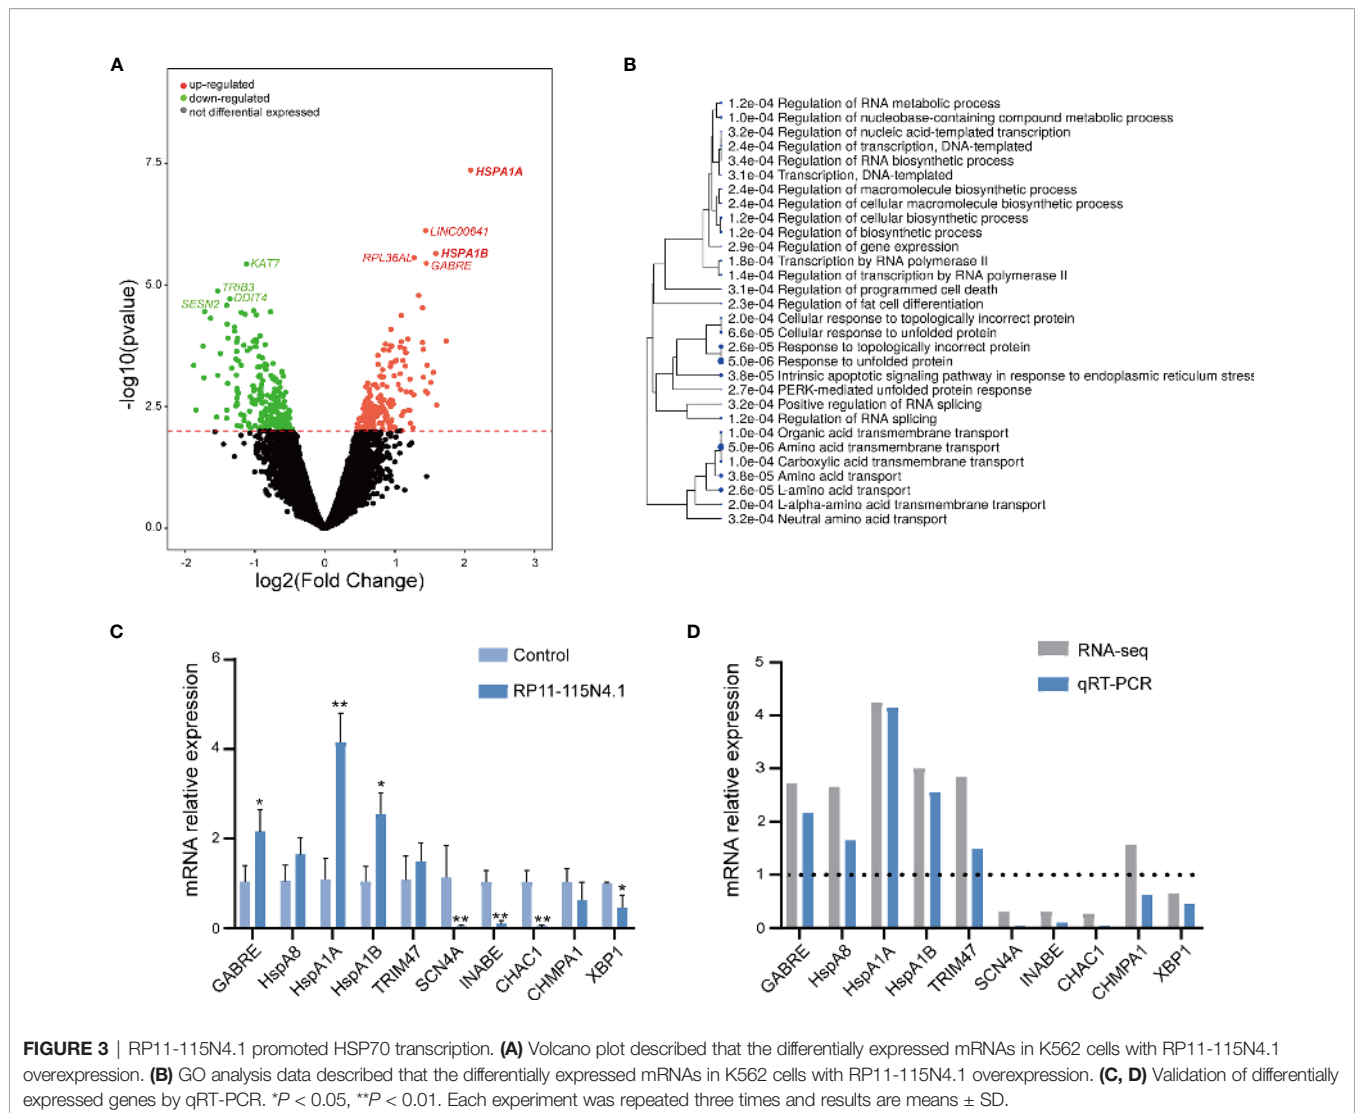 A
up-regulated
down-regulated
not differential expressed
7.5
5.0
2.5
0.0
-log10(pvalue)
HSPA1A
LINC00641
HSPA1B
RPL36AL
GABRE
KAT7
TRIB3
DDIT4
SESN2
-2
-1
0
1
2
3
log2(Fold Change)
B
1.2e-04 Regulation of RNA metabolic process
1.0e-04 Regulation of nucleobase-containing compound metabolic process
3.2e-04 Regulation of nucleic acid-templated transcription
2.4e-04 Regulation of transcription, DNA-templated
3.4e-04 Regulation of RNA biosynthetic process
3.1e-04 Transcription, DNA-templated
2.4e-04 Regulation of macromolecule biosynthetic process
2.4e-04 Regulation of cellular macromolecule biosynthetic process
1.2e-04 Regulation of cellular biosynthetic process
1.2e-04 Regulation of biosynthetic process
2.9e-04 Regulation of gene expression
1.8e-04 Transcription by RNA polymerase II
1.4e-04 Regulation of transcription by RNA polymerase II
3.1e-04 Regulation of programmed cell death
2.3e-04 Regulation of fat cell differentiation
2.0e-04 Cellular response to topologically incorrect protein
6.6e-05 Cellular response to unfolded protein
2.6e-05 Response to topologically incorrect protein
5.0e-06 Response to unfolded protein
3.8e-05 Intrinsic apoptotic signaling pathway in response to endoplasmic reticulum stress
2.7e-04 PERK-mediated unfolded protein response
3.2e-04 Positive regulation of RNA splicing
1.2e-04 Regulation of RNA splicing
1.0e-04 Organic acid transmembrane transport
5.0e-06 Amino acid transmembrane transport
1.0e-04 Carboxylic acid transmembrane transport
3.8e-05 Amino acid transport
2.6e-05 L-amino acid transport
2.0e-04 L-alpha-amino acid transmembrane transport
3.2e-04 Neutral amino acid transport
C
Control
RP11-115N4.1
mRNA relative expression
6
4
2
0
*
**
*
**
**
**
*
GABRE
HspA8
HspA1A
HspA1B
TRIM47
SCN4A
INABE
CHAC1
CHMPA1
XBP1
D
RNA-seq
qRT-PCR
mRNA relative expression
5
4
3
2
1
0
GABRE
HspA8
HspA1A
HspA1B
TRIM47
SCN4A
INABE
CHAC1
CHMPA1
XBP1
FIGURE 3 | RP11-115N4.1 promoted HSP70 transcription. (A) Volcano plot described that the differentially expressed mRNAs in K562 cells with RP11-115N4.1
overexpression. (B) GO analysis data described that the differentially expressed mRNAs in K562 cells with RP11-115N4.1 overexpression. (C, D) Validation of differentially
expressed genes by qRT-PCR. *P < 0.05, **P < 0.01. Each experiment was repeated three times and results are means ± SD.